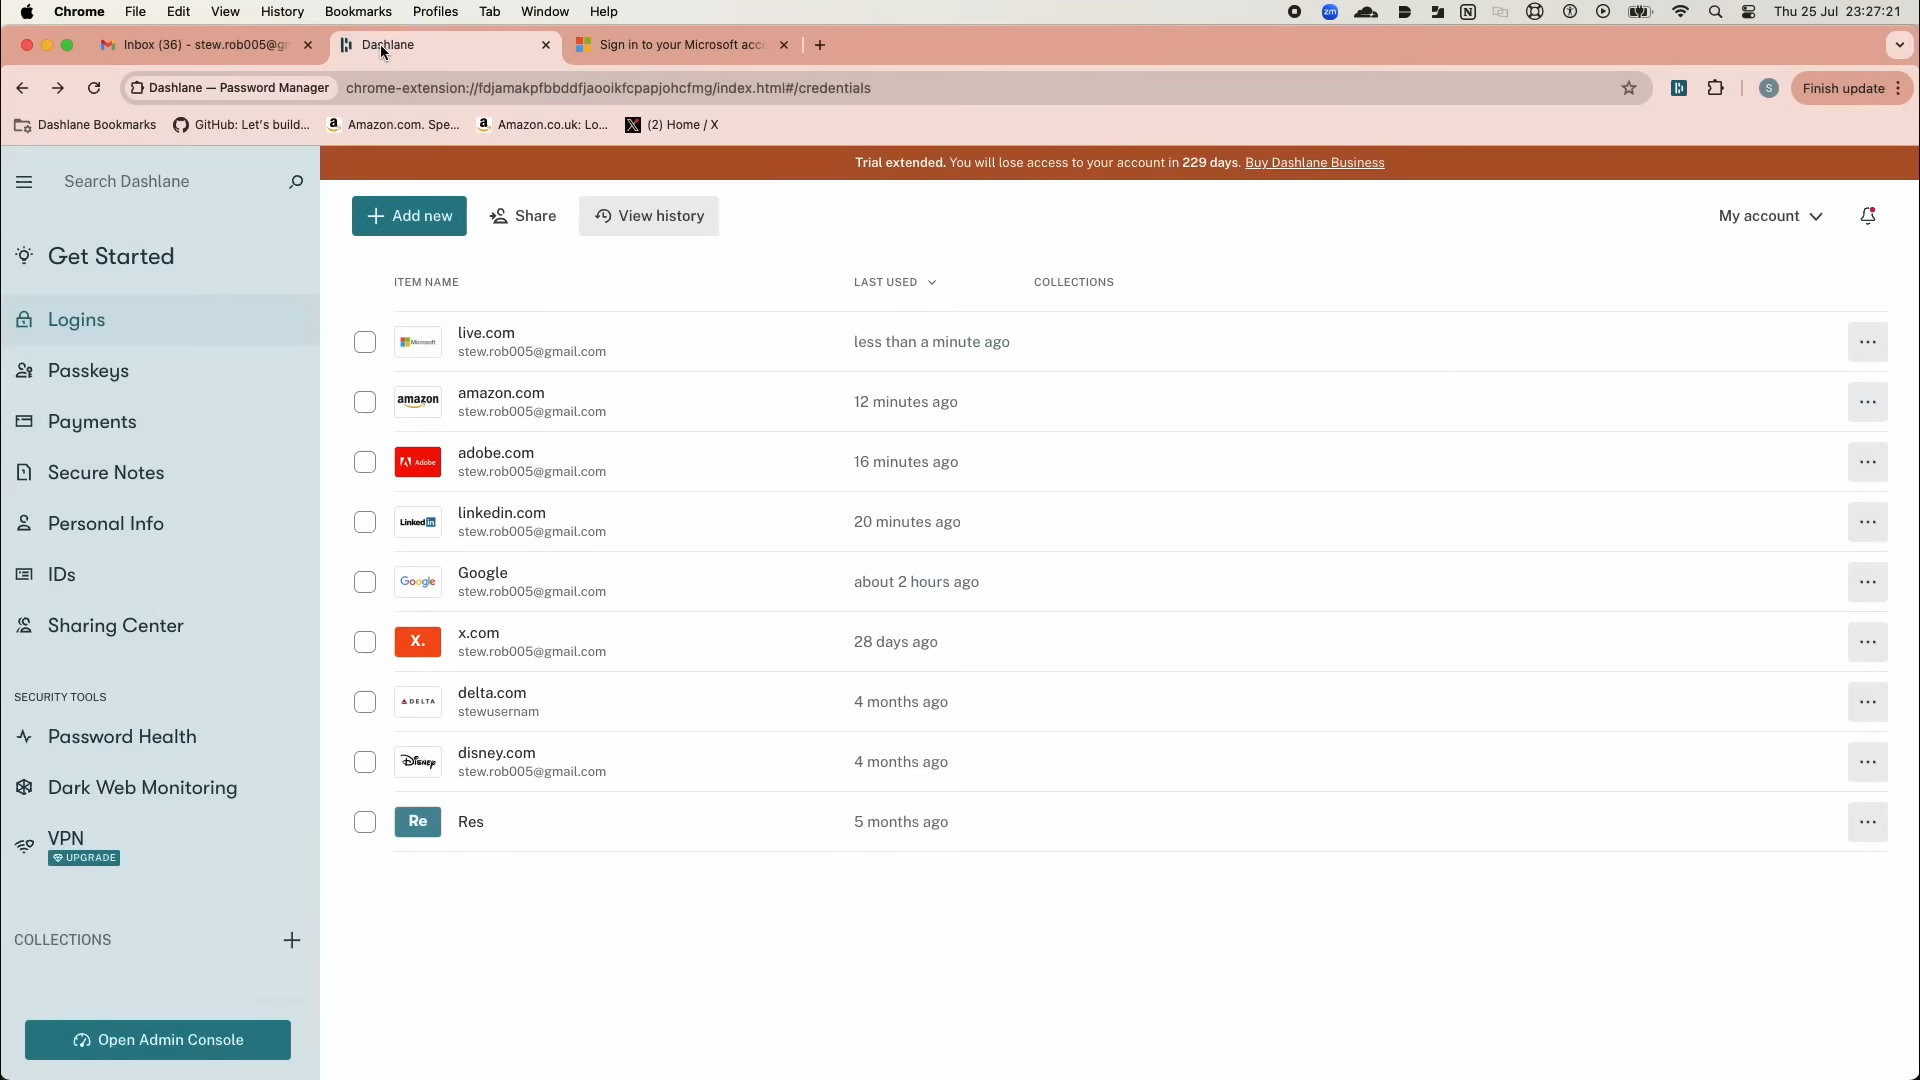 Chrome File Edit View History Bookmarks Profiles Tab Window Help zm Thu 25 Jul 23:27:21
Inbox (36) - stew.rob005@gm Dashlane Sign in to your Microsoft acc
Dashlane — Password Manager chrome-extension://fdjamakpfbbddfjaooikfcpapjohcfmg/index.html#/credentials S Finish update
Dashlane Bookmarks GitHub: Let's build... Amazon.com. Spe... Amazon.co.uk: Lo... (2) Home / X
Trial extended. You will lose access to your account in 229 days. Buy Dashlane Business
Search Dashlane
Add new Share View history My account
Get Started
Logins
Passkeys
Payments
Secure Notes
Personal Info
IDs
Sharing Center
SECURITY TOOLS
Password Health
Dark Web Monitoring
VPN
UPGRADE
COLLECTIONS
Open Admin Console
ITEM NAME LAST USED COLLECTIONS
Microsoft live.com less than a minute ago
stew.rob005@gmail.com
amazon amazon.com 12 minutes ago
stew.rob005@gmail.com
Adobe adobe.com 16 minutes ago
stew.rob005@gmail.com
LinkedIn linkedin.com 20 minutes ago
stew.rob005@gmail.com
Google Google about 2 hours ago
stew.rob005@gmail.com
X. x.com 28 days ago
stew.rob005@gmail.com
DELTA delta.com 4 months ago
stewusernam
Disney disney.com 4 months ago
stew.rob005@gmail.com
Re Res 5 months ago